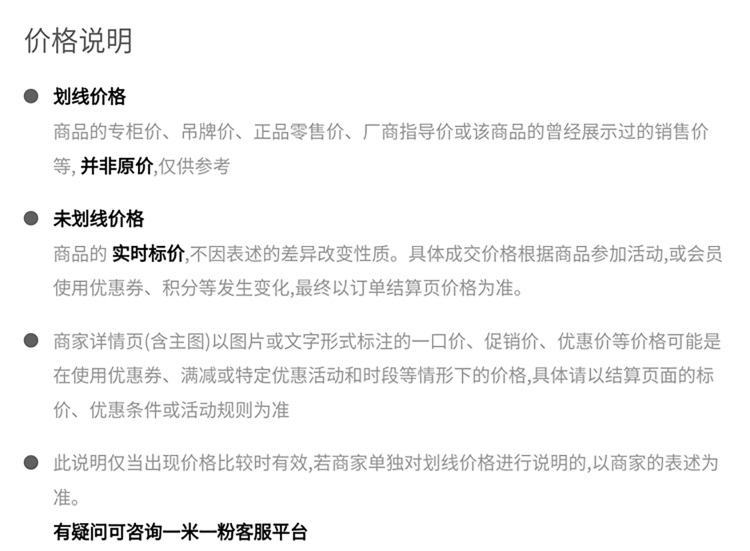 价格说明
划线价格
商品的专柜价、吊牌价、正品零售价、厂商指导价或该商品的曾经展示过的销售价
等, 并非原价,仅供参考
未划线价格
商品的 实时标价,不因表述的差异改变性质。具体成交价格根据商品参加活动,或会员
使用优惠券、积分等发生变化,最终以订单结算页价格为准。
商家详情页(含主图)以图片或文字形式标注的一口价、促销价、优惠价等价格可能是
在使用优惠券、满减或特定优惠活动和时段等情形下的价格,具体请以结算页面的标
价、优惠条件或活动规则为准
此说明仅当出现价格比较时有效,若商家单独对划线价格进行说明的,以商家的表述为
准。
有疑问可咨询一米一粉客服平台